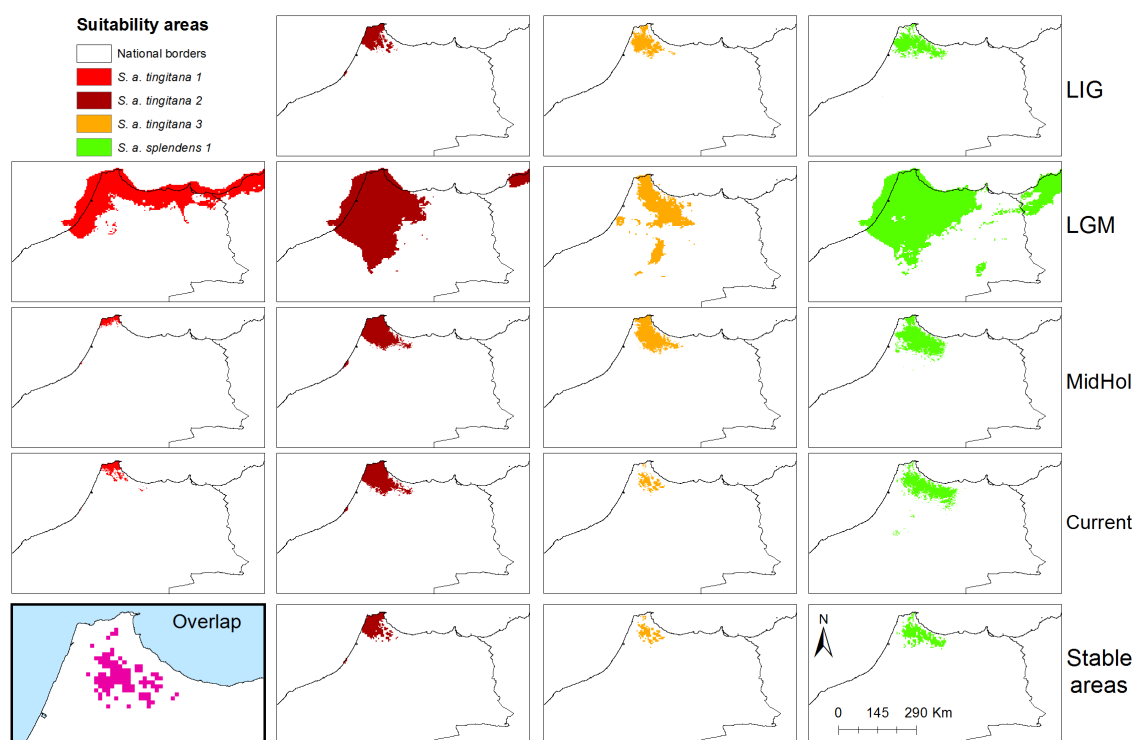 Suitability areas
National borders
S. a. tingitana 1
S. a. tingitana 2
S. a. tingitana 3
S. a. splendens 1
LIG
LGM
MidHol
Current
Overlap
N
0 145 290 Km
Stable
areas